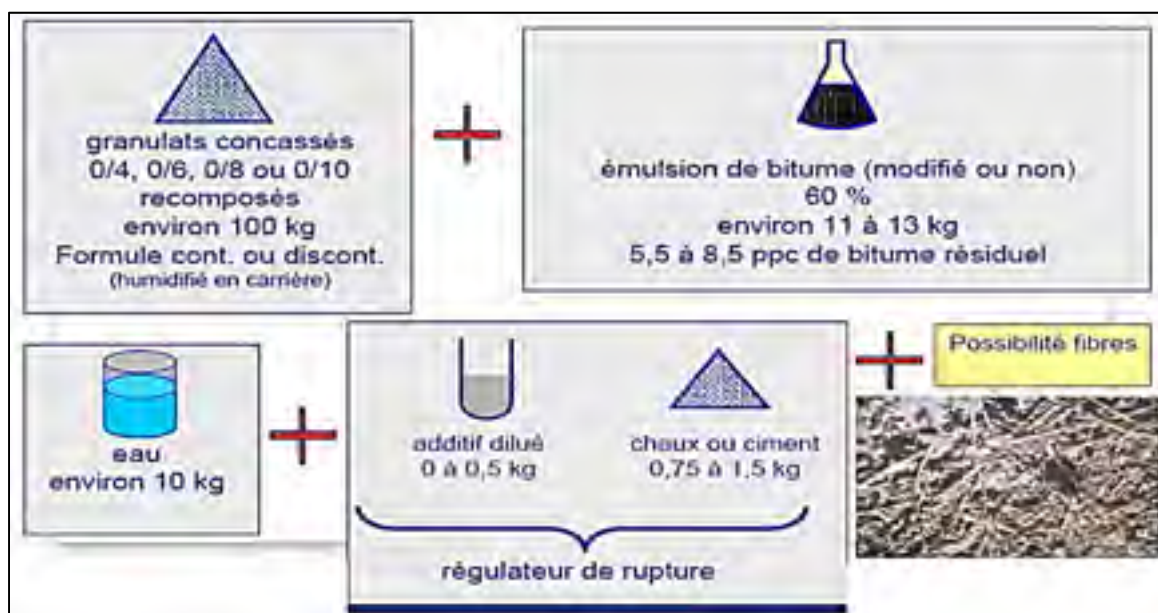 granulats concassés
0/4, 0/6, 0/8 ou 0/10
recomposés
environ 100 kg
Formule cont. ou discont.
(humidifié en carrière)
émulsion de bitume (modifié ou non)
60 %
environ 11 à 13 kg
5,5 à 8,5 ppc de bitume résiduel
eau
environ 10 kg
additif dilué
0 à 0,5 kg
chaux ou ciment
0,75 à 1,5 kg
régulateur de rupture
Possibilité fibres